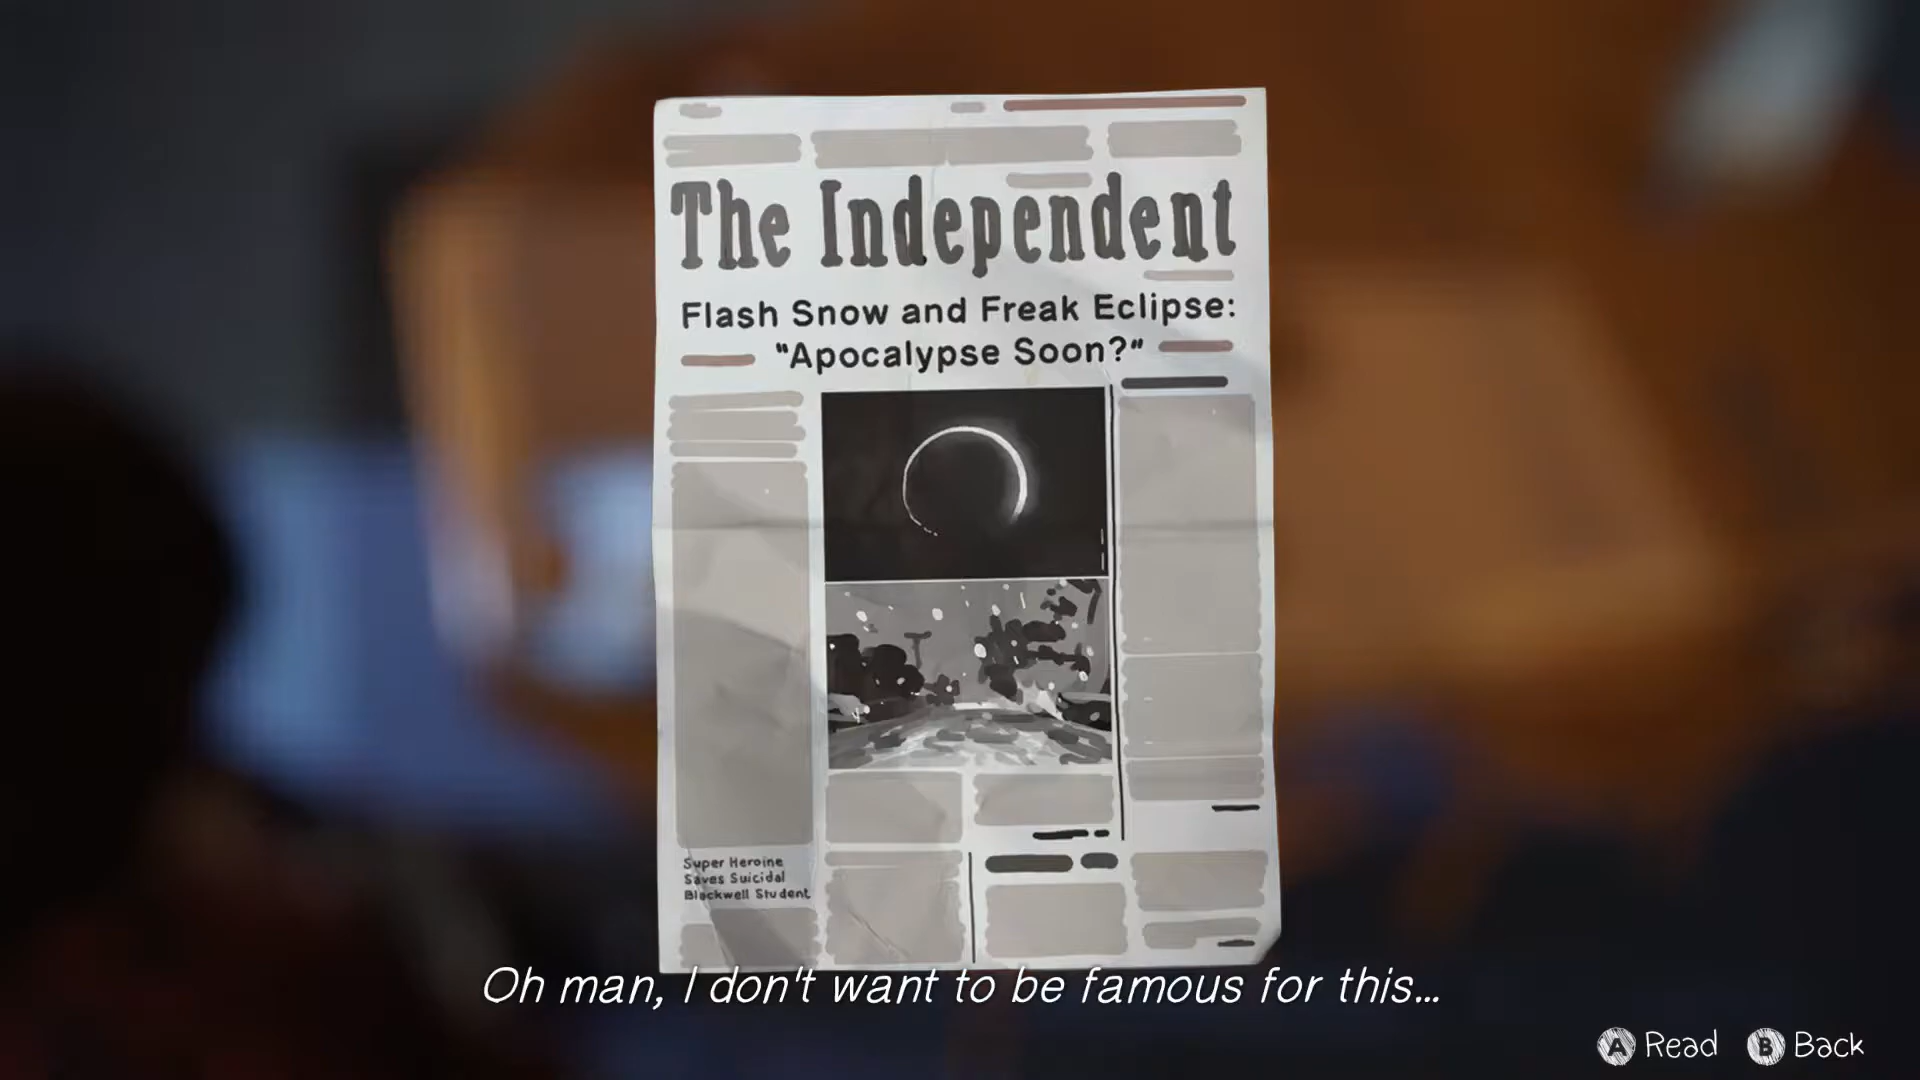 The Independent
Flash Snow and Freak Eclipse:
"Apocalypse Soon?"
Super Heroine
Saves Suicidal
Blackwell Student
Oh man, I don't want to be famous for this...
A Read B Back